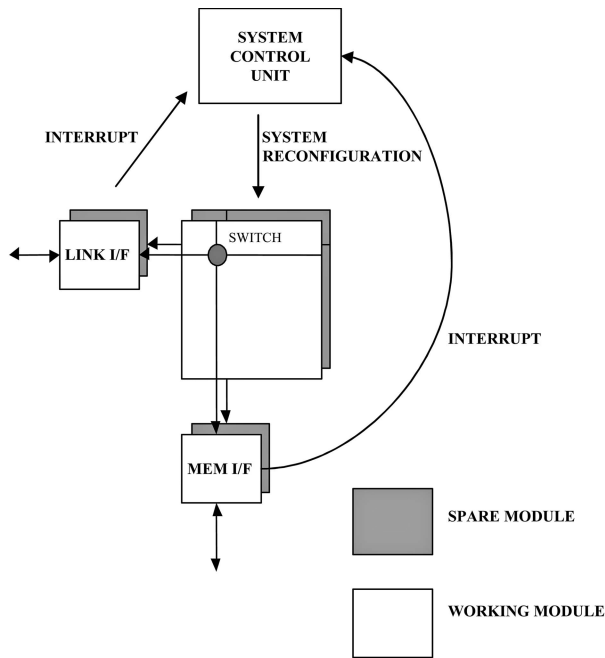 SYSTEM
CONTROL
UNIT
INTERRUPT
SYSTEM
RECONFIGURATION
SWITCH
LINK I/F
INTERRUPT
MEM I/F
SPARE MODULE
WORKING MODULE